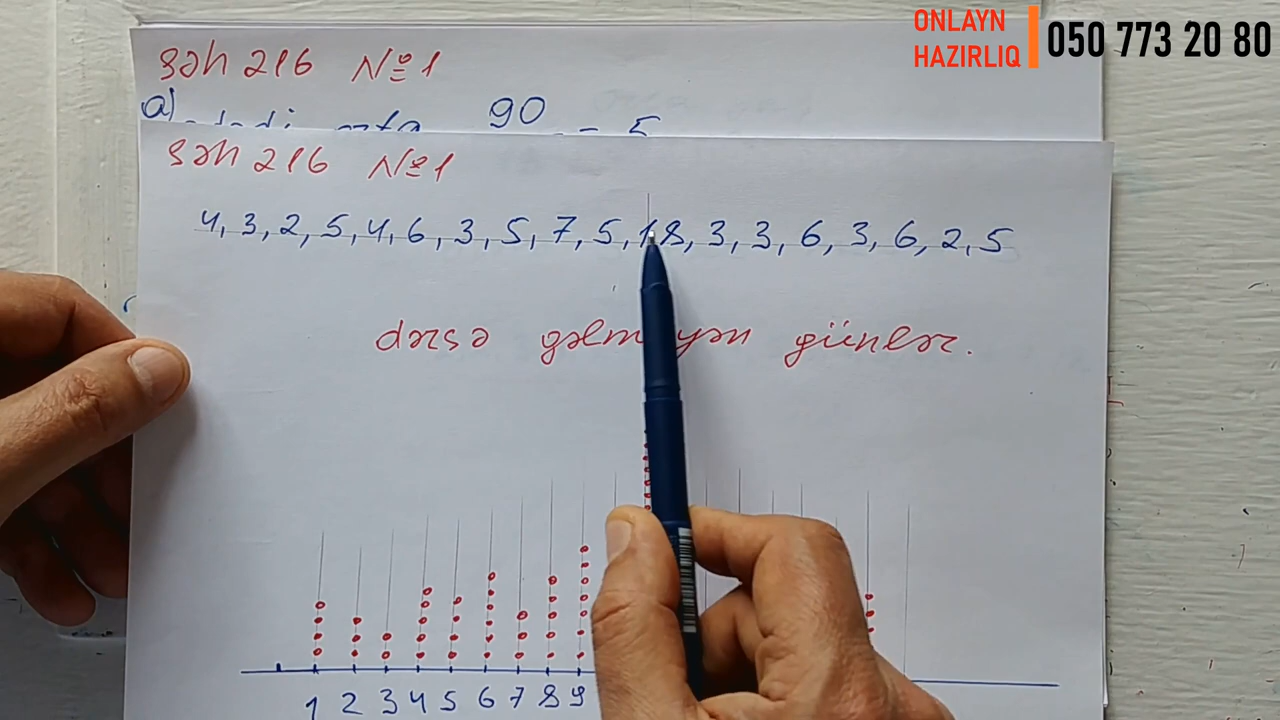 ONLAYN
HAZIRLIQ
050 773 20 80
səh 216 №1
a)
90
səh 216 №1
4, 3, 2, 5, 4, 6, 3, 5, 7, 5, 18, 3, 3, 6, 3, 6, 2, 5
dərsə günlər.
1 2 3 4 5 6 7 8 9